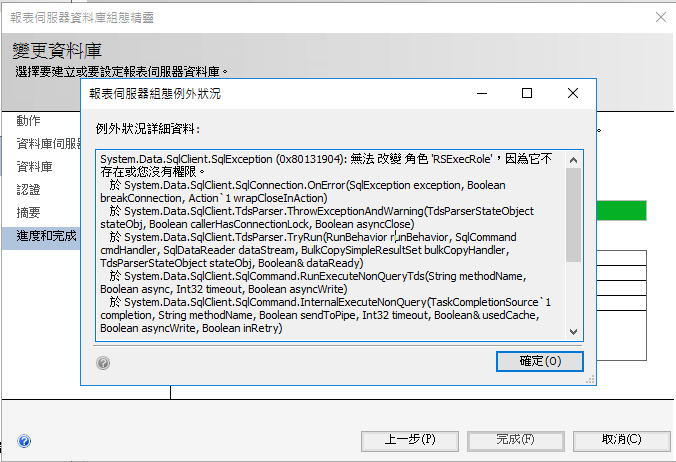 報表伺服器資料庫組態精靈
變更資料庫
選擇要建立或要設定報表伺服器資料庫。
報表伺服器組態例外狀況
動作
資料庫伺服器
資料庫
認證
摘要
進度和完成
例外狀況詳細資料:
System.Data.SqlClient.SqlException (0x80131904): 無法 改變 角色 'RSExecRole',因為它不
存在或您沒有權限。
於 System.Data.SqlClient.SqlConnection.OnError(SqlException exception, Boolean
breakConnection, Action`1 wrapCloseInAction)
於 System.Data.SqlClient.TdsParser.ThrowExceptionAndWarning(TdsParserStateObject
stateObj, Boolean callerHasConnectionLock, Boolean asyncClose)
於 System.Data.SqlClient.TdsParser.TryRun(RunBehavior runBehavior, SqlCommand
cmdHandler, SqlDataReader dataStream, BulkCopySimpleResultSet bulkCopyHandler,
TdsParserStateObject stateObj, Boolean& dataReady)
於 System.Data.SqlClient.SqlCommand.RunExecuteNonQueryTds(String methodName,
Boolean async, Int32 timeout, Boolean asyncWrite)
於 System.Data.SqlClient.SqlCommand.InternalExecuteNonQuery(TaskCompletionSource`1
completion, String methodName, Boolean sendToPipe, Int32 timeout, Boolean& usedCache,
Boolean asyncWrite, Boolean inRetry)
確定(O)
上一步(P)
完成(F)
取消(C)